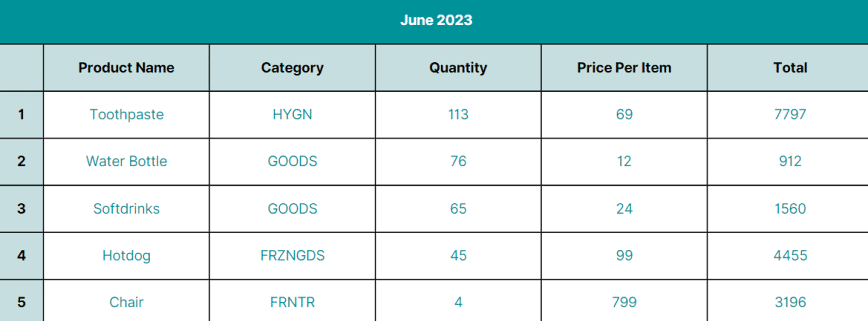 June 2023
Product Name Category Quantity Price Per Item Total
1 Toothpaste HYGN 113 69 7797
2 Water Bottle GOODS 76 12 912
3 Softdrinks GOODS 65 24 1560
4 Hotdog FRZNGDS 45 99 4455
5 Chair FRNTR 4 799 3196